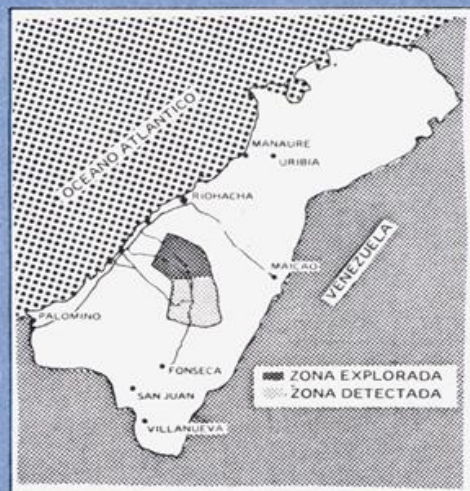 OCEANO ATLANTICO
MANAURE
URIBIA
RIOHACHA
MAICAO
VENEZUELA
PALOMINO
FONSECA
SAN JUAN
VILLANUEVA
ZONA EXPLORADA
ZONA DETECTADA